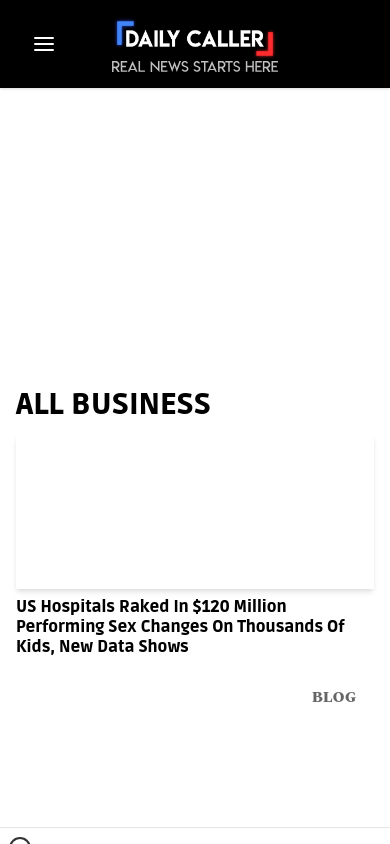 DAILY CALLER
REAL NEWS STARTS HERE
ALL BUSINESS
US Hospitals Raked In $120 Million
Performing Sex Changes On Thousands Of
Kids, New Data Shows
BLOG